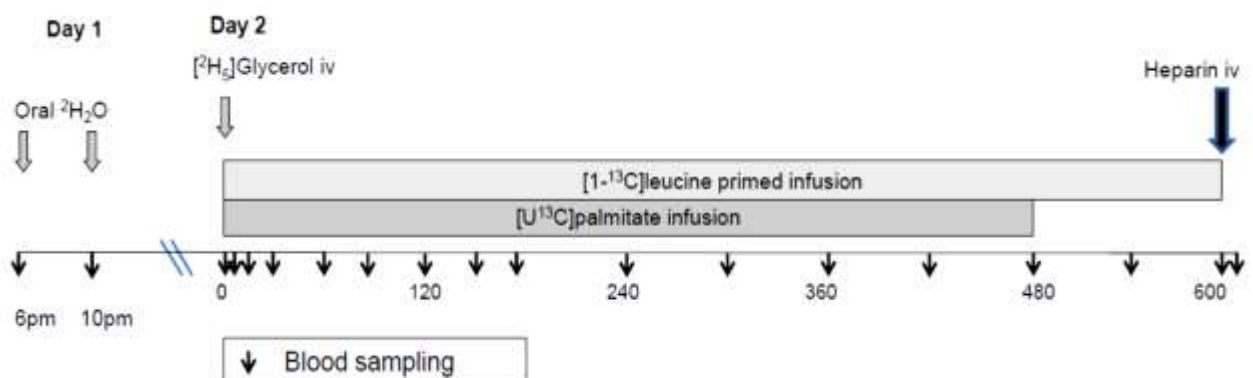 Day 1
Day 2
[²H₅]Glycerol iv
Heparin iv
Oral ²H₂O
[1-¹³C]leucine primed infusion
[U¹³C]palmitate infusion
0 120 240 360 480 600
6pm 10pm
Blood sampling